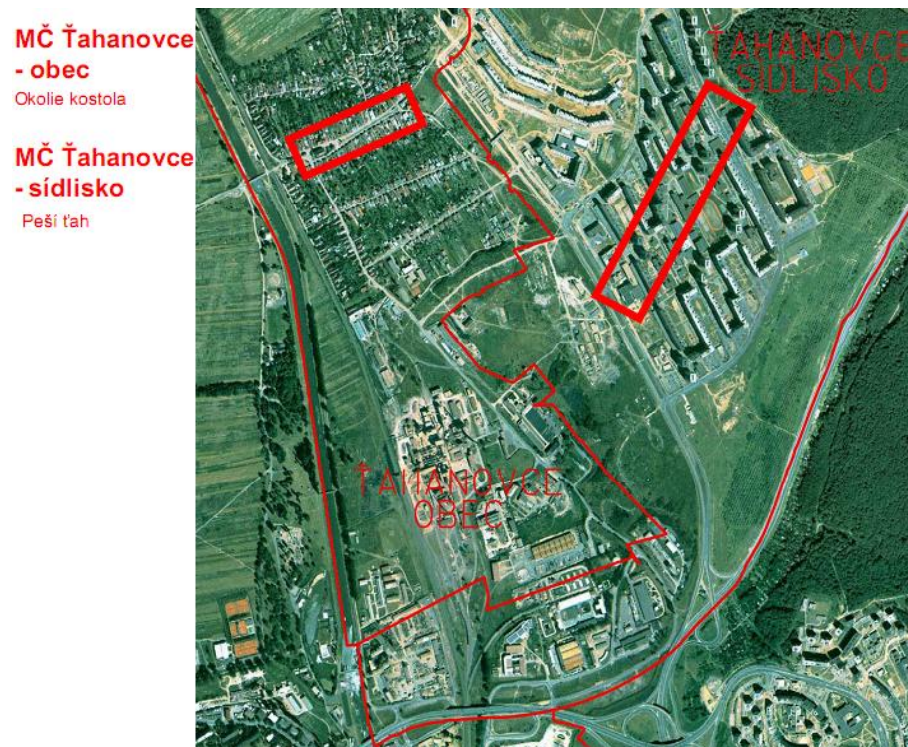 MČ Ťahanovce
- obec
Okolie kostola
MČ Ťahanovce
- sídlisko
Peší ťah
ŤAHANOVCE
SÍDLISKO
ŤAHANOVCE
OBEC